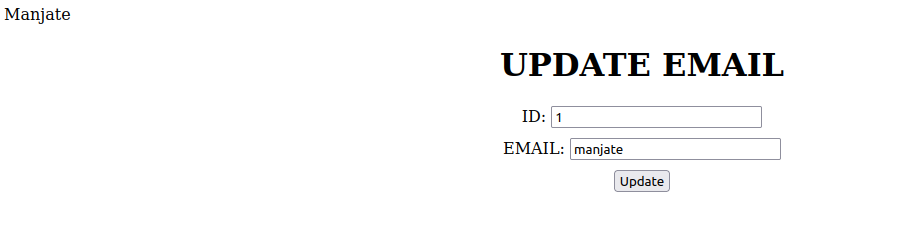 Manjate
UPDATE EMAIL
ID: 1
EMAIL: manjate
Update